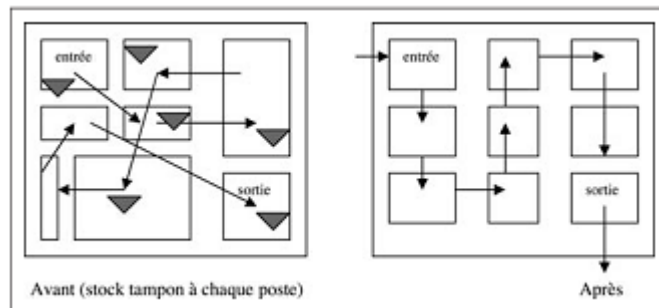 entrée
sortie
Avant (stock tampon à chaque poste)
entrée
sortie
Après